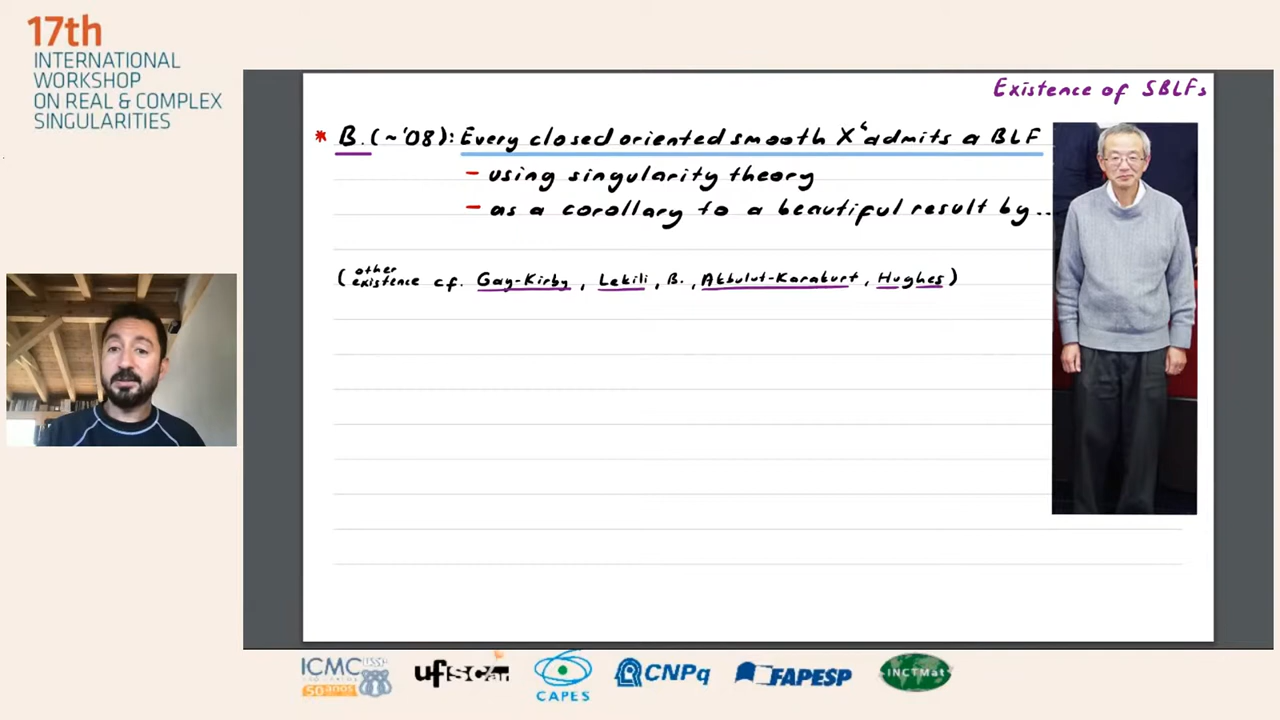 17th
INTERNATIONAL
WORKSHOP
ON REAL & COMPLEX
SINGULARITIES
Existence of SBLFs
* B. (~'08): Every closed oriented smooth X⁴ admits a BLF
- using singularity theory
- as a corollary to a beautiful result by ..
(other existence cf. Gay-Kirby, Lekili, B., Akbulut-Karakurt, Hughes)
ICMC
50 anos
ufscar
CAPES
CNPq
FAPESP
INCTMat